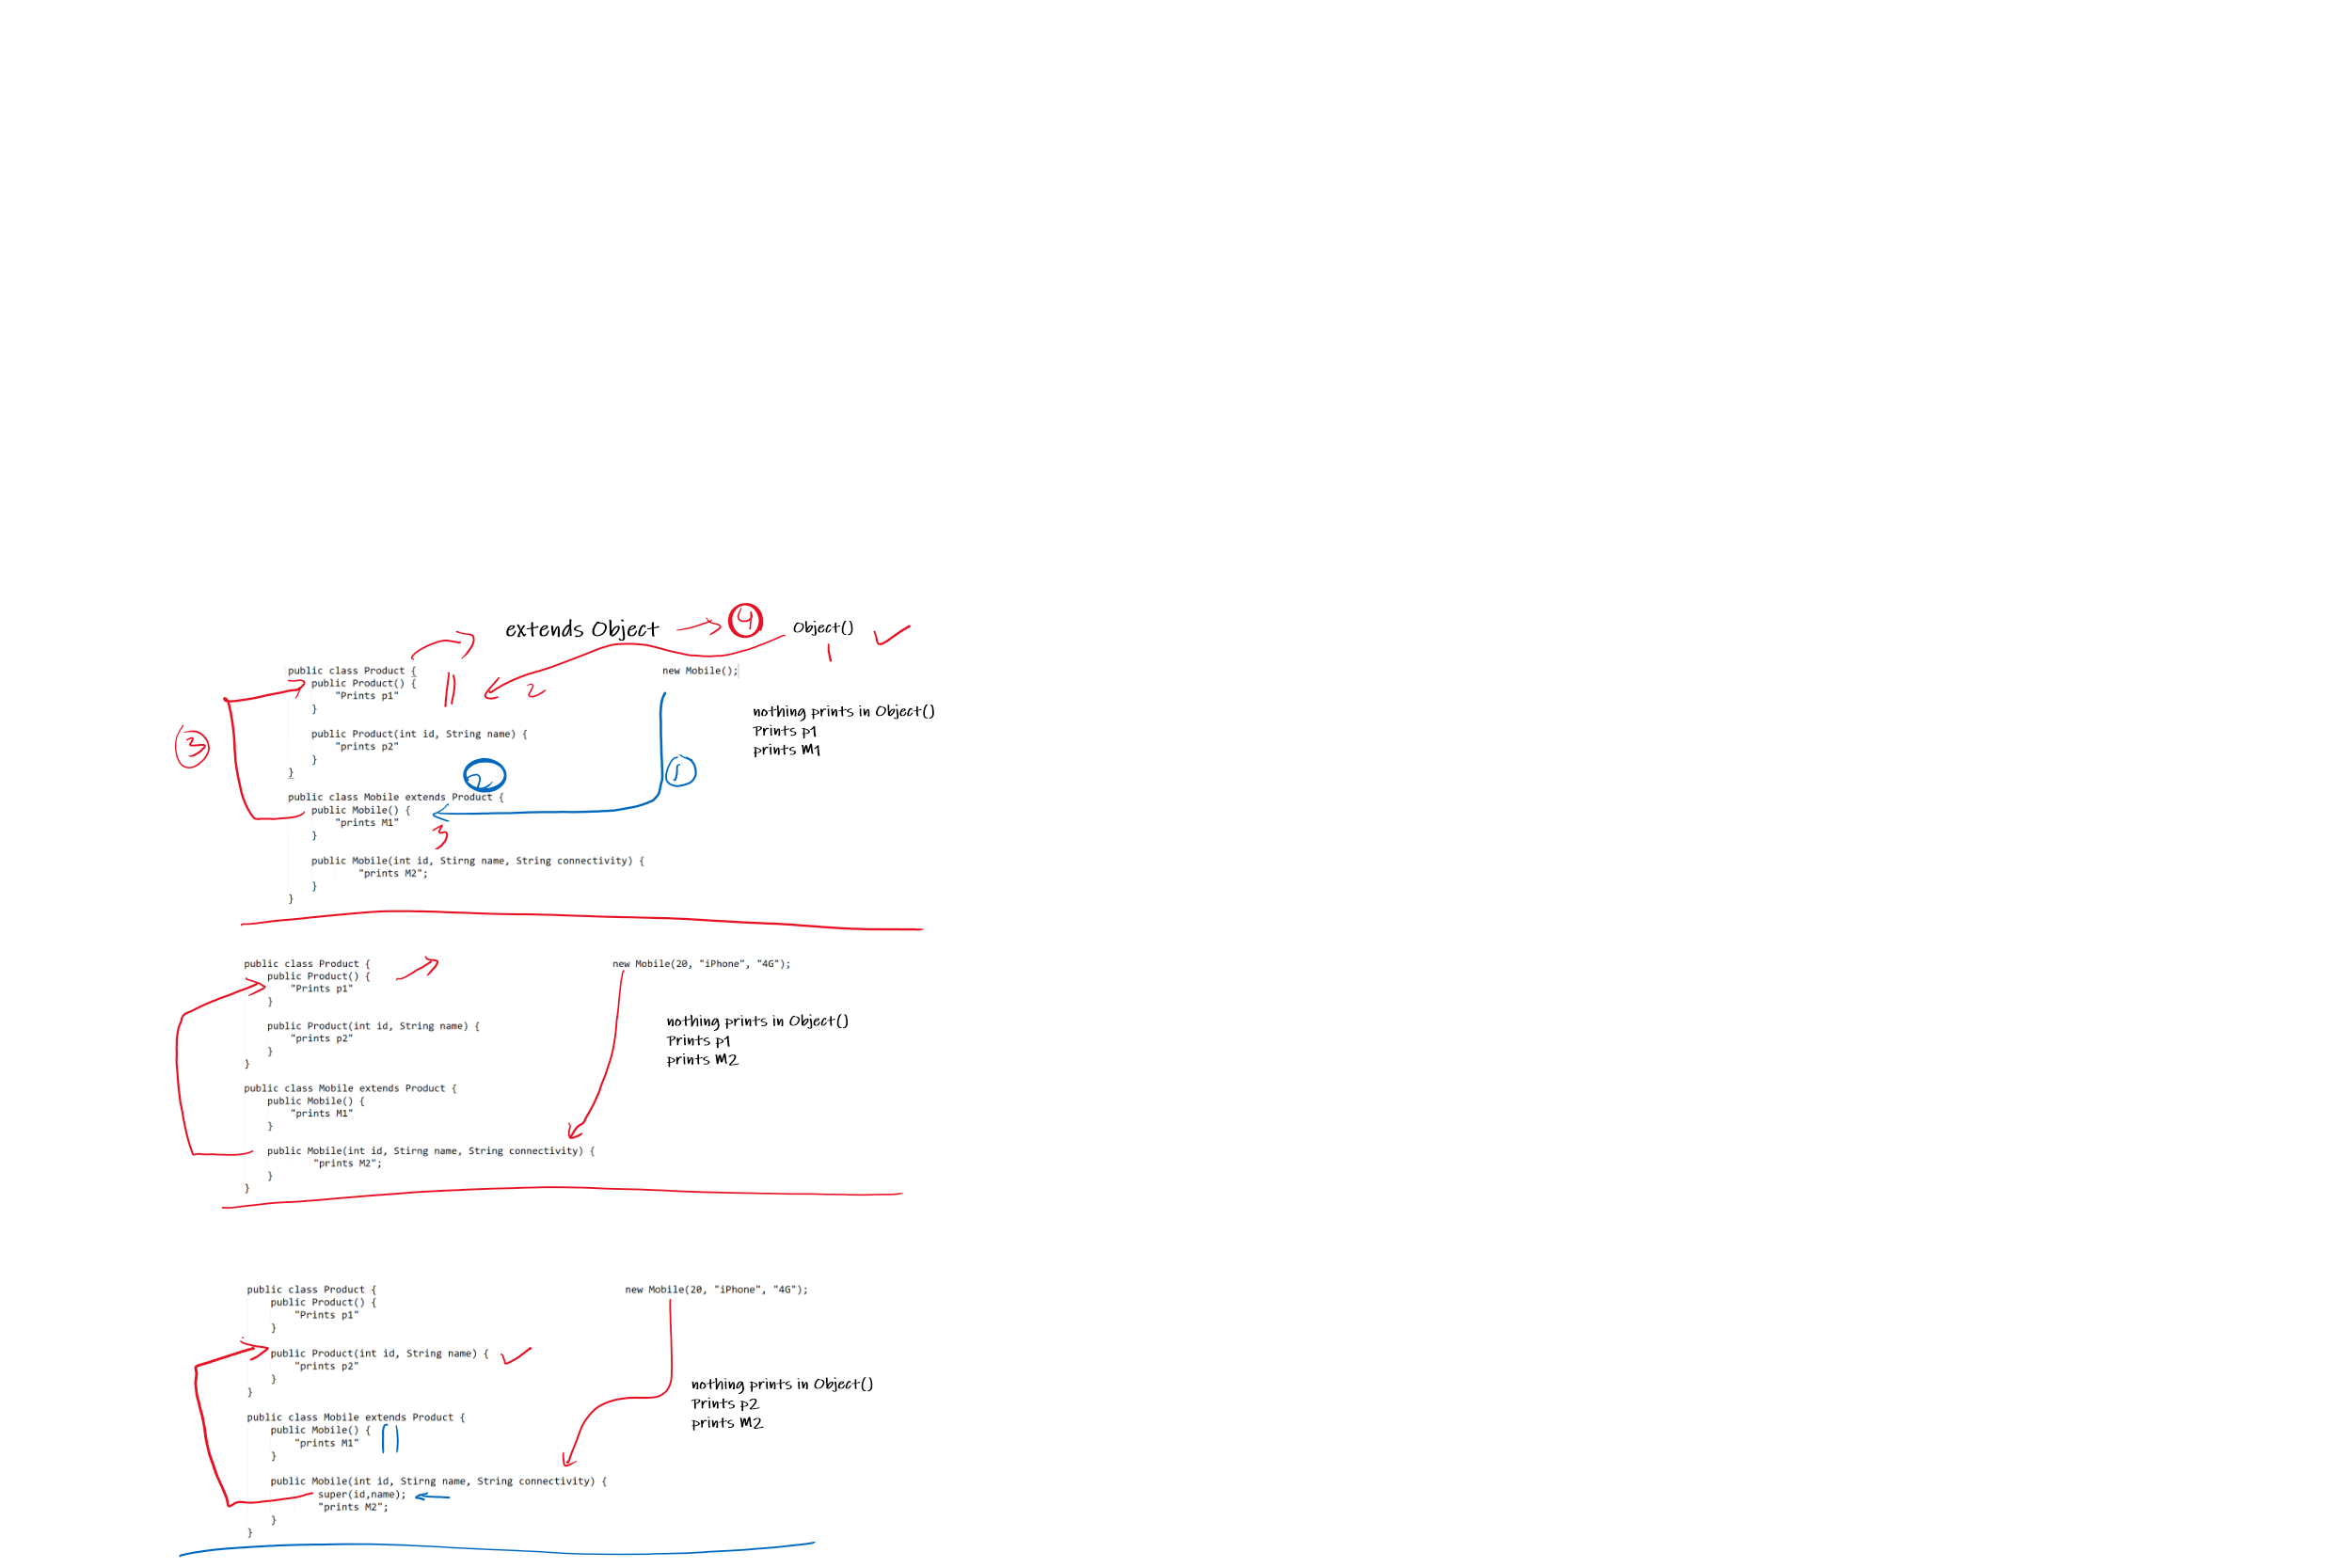 extends Object
4
Object()
1
public class Product {
new Mobile();
public Product() {
"Prints p1"
2
}
nothing prints in Object()
Prints p1
prints M1
public Product(int id, String name) {
"prints p2"
3
}
}
2
1
public class Mobile extends Product {
public Mobile() {
"prints M1"
3
}
public Mobile(int id, Stirng name, String connectivity) {
"prints M2";
}
}
public class Product {
new Mobile(20, "iPhone", "4G");
public Product() {
"Prints p1"
}
nothing prints in Object()
Prints p1
prints M2
public Product(int id, String name) {
"prints p2"
}
}
public class Mobile extends Product {
public Mobile() {
"prints M1"
}
public Mobile(int id, Stirng name, String connectivity) {
"prints M2";
}
}
public class Product {
new Mobile(20, "iPhone", "4G");
public Product() {
"Prints p1"
}
public Product(int id, String name) {
"prints p2"
}
}
nothing prints in Object()
Prints p2
prints M2
public class Mobile extends Product {
public Mobile() {
"prints M1"
}
public Mobile(int id, Stirng name, String connectivity) {
super(id,name);
"prints M2";
}
}